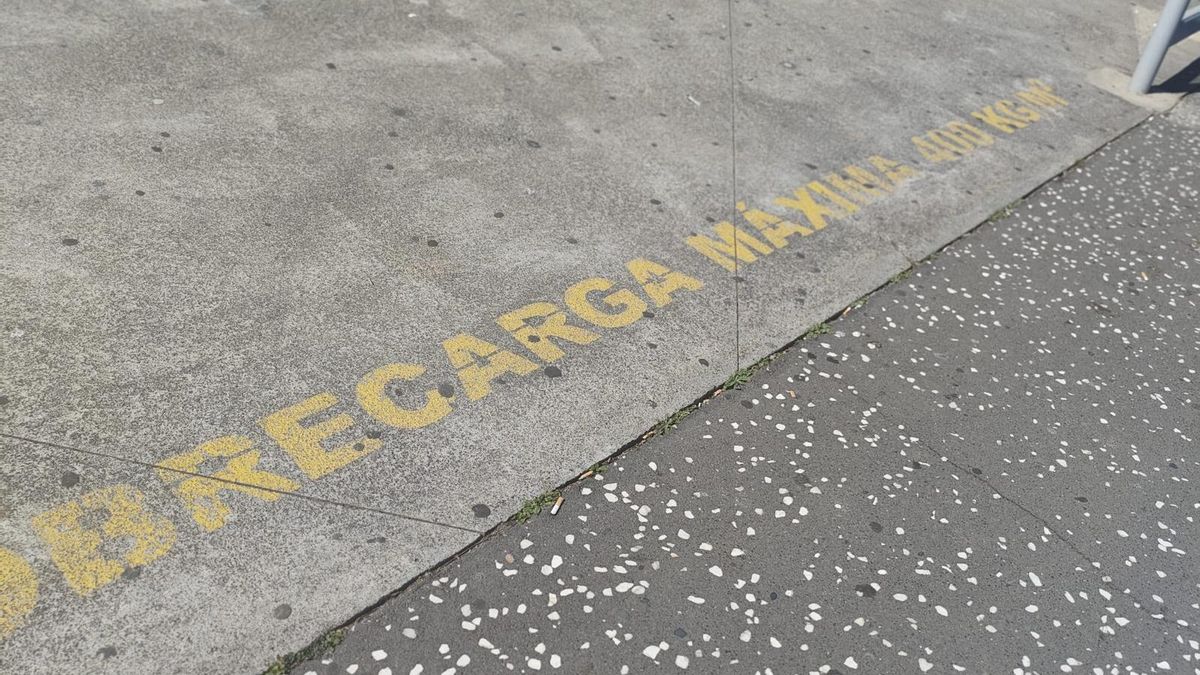 OBRECARGA MÁXIMA 400 KG/M²